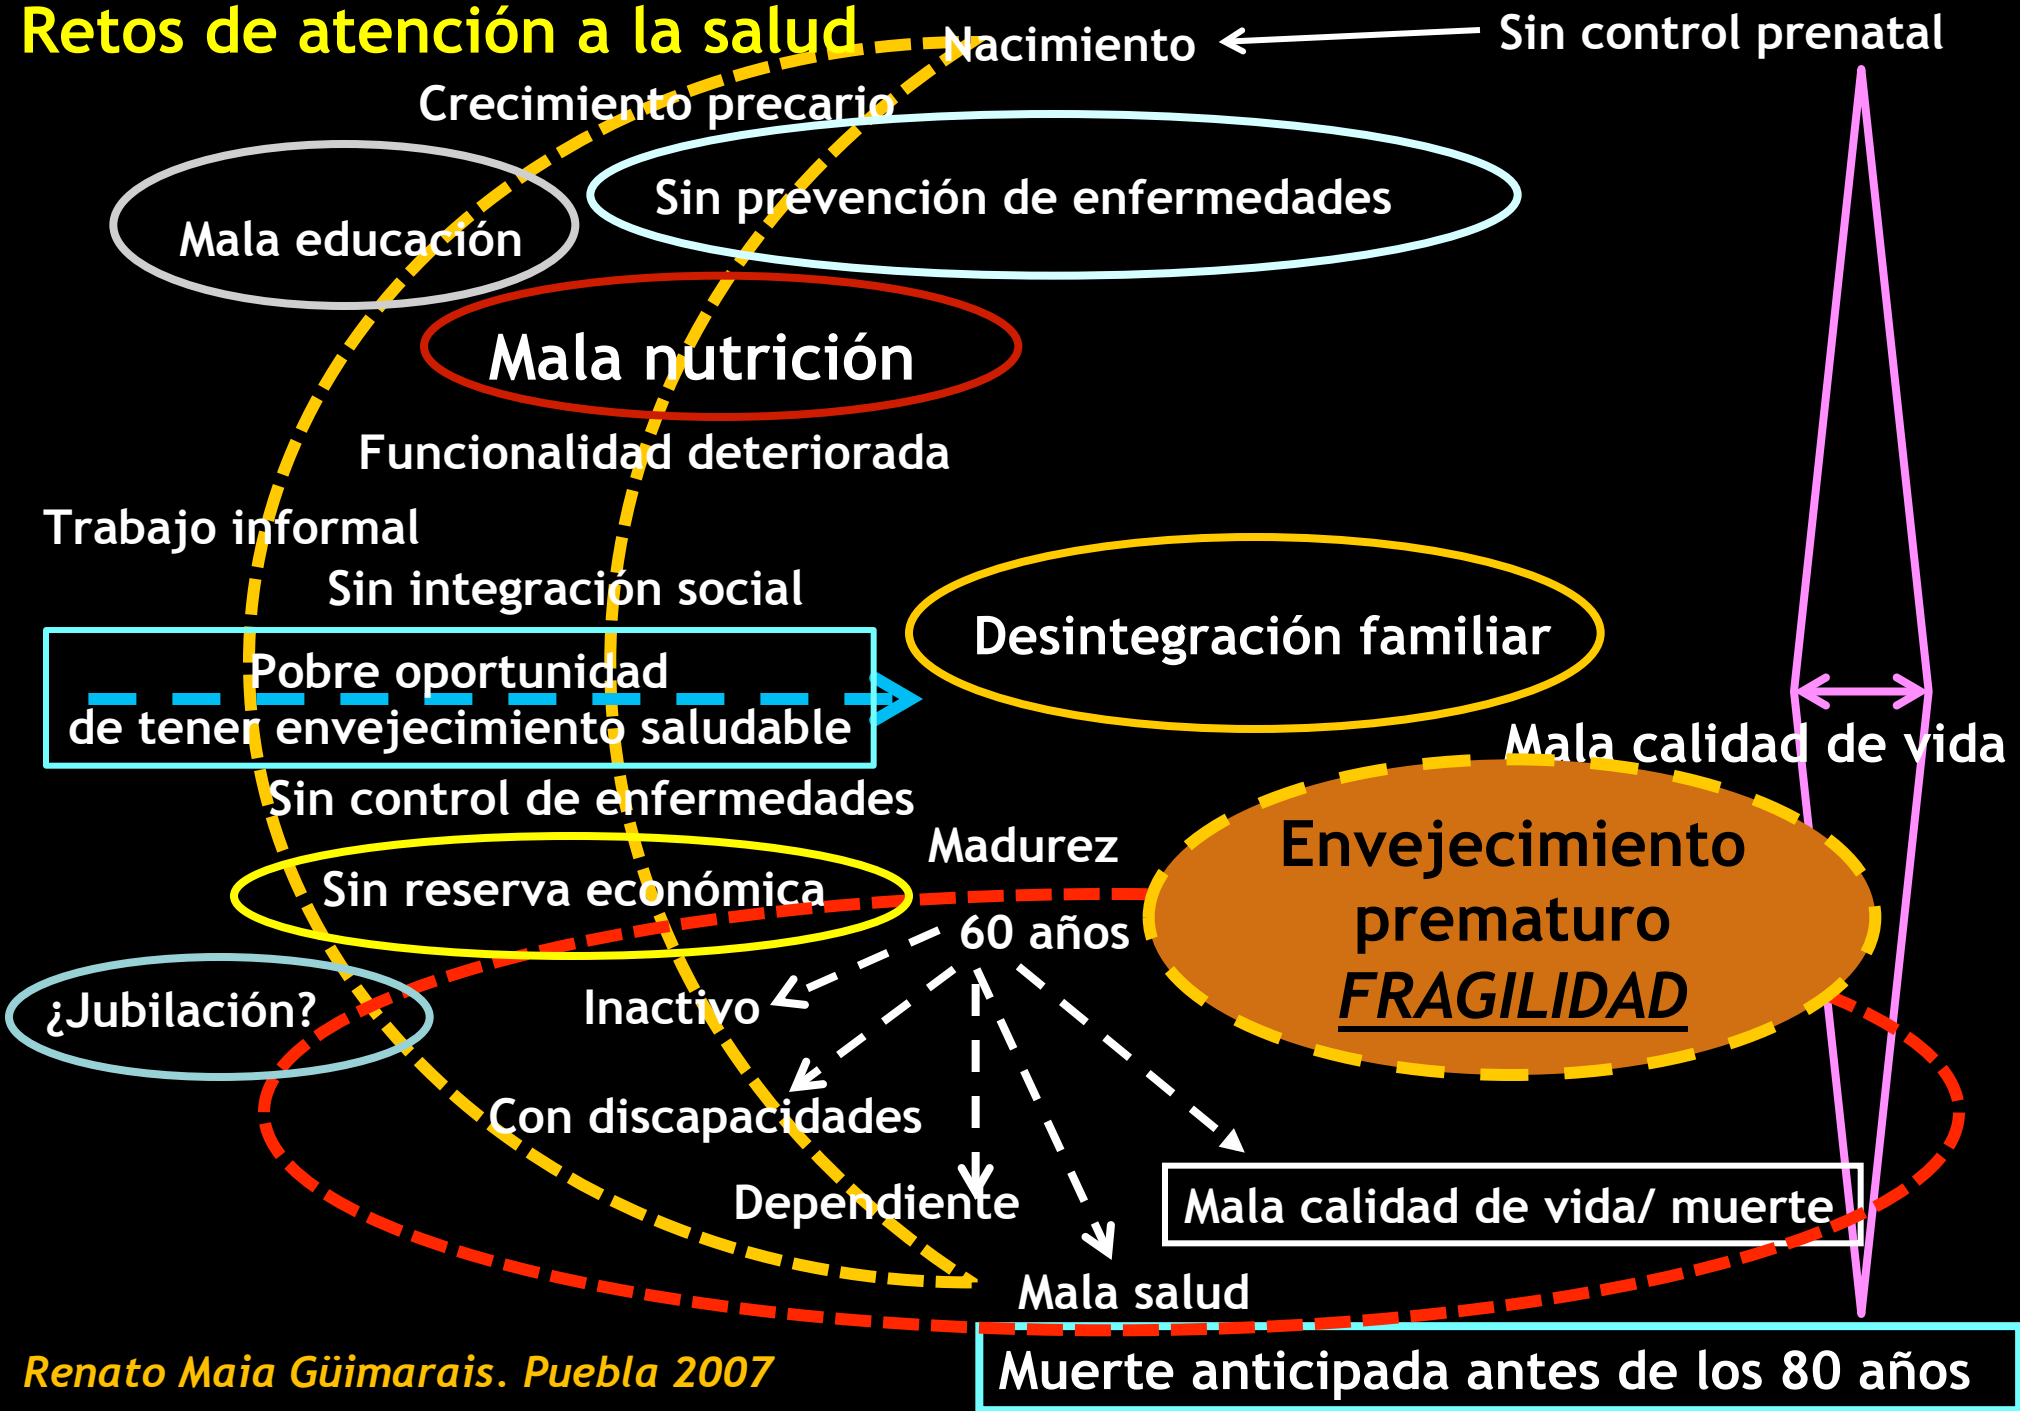 Retos de atención a la salud
Nacimiento
Sin control prenatal
Crecimiento precario
Sin prevención de enfermedades
Mala educación
Mala nutrición
Funcionalidad deteriorada
Trabajo informal
Sin integración social
Desintegración familiar
Pobre oportunidad
de tener envejecimiento saludable
Mala calidad de vida
Sin control de enfermedades
Madurez
Envejecimiento
prematuro
FRAGILIDAD
Sin reserva económica
60 años
¿Jubilación?
Inactivo
Con discapacidades
Dependiente
Mala calidad de vida/ muerte
Mala salud
Muerte anticipada antes de los 80 años
Renato Maia Güimarais. Puebla 2007